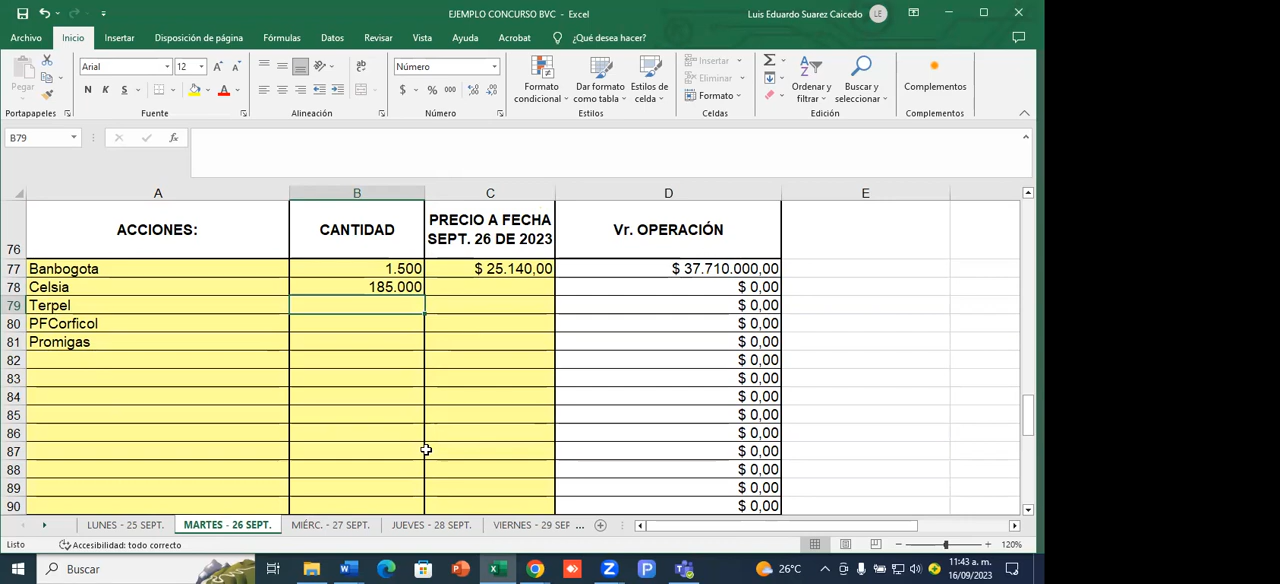 EJEMPLO CONCURSO BVC - Excel
Luis Eduardo Suarez Caicedo LE
Archivo Inicio Insertar Disposición de página Fórmulas Datos Revisar Vista Ayuda Acrobat ¿Qué desea hacer?
Pegar
Arial 12
N K S
Número
$ % 000
Formato condicional
Dar formato como tabla
Estilos de celda
Insertar
Eliminar
Formato
Ordenar y filtrar
Buscar y seleccionar
Complementos
Portapapeles Fuente Alineación Número Estilos Celdas Edición Complementos
B79 fx
A B C D E
76 ACCIONES: CANTIDAD PRECIO A FECHA SEPT. 26 DE 2023 Vr. OPERACIÓN
77 Banbogota 1.500 $ 25.140,00 $ 37.710.000,00
78 Celsia 185.000 $ 0,00
79 Terpel $ 0,00
80 PFCorficol $ 0,00
81 Promigas $ 0,00
82 $ 0,00
83 $ 0,00
84 $ 0,00
85 $ 0,00
86 $ 0,00
87 $ 0,00
88 $ 0,00
89 $ 0,00
90 $ 0,00
LUNES - 25 SEPT. MARTES - 26 SEPT. MIÉRC. - 27 SEPT. JUEVES - 28 SEPT. VIERNES - 29 SEF ...
Listo Accesibilidad: todo correcto 120%
Buscar 26°C 11:43 a. m.
16/09/2023